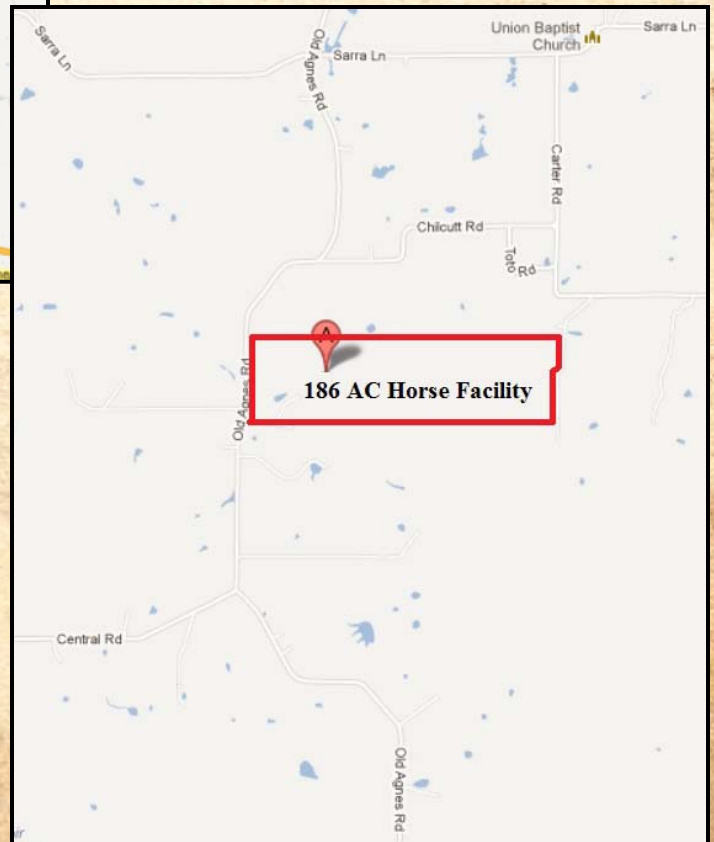 Sarra Ln
Old Agnes Rd
Sarra Ln
Union Baptist
Church
Sarra Ln
Carter Rd
Chilcutt Rd
Toto Rd
A
Old Agnes Rd
186 AC Horse Facility
Central Rd
Old Agnes Rd